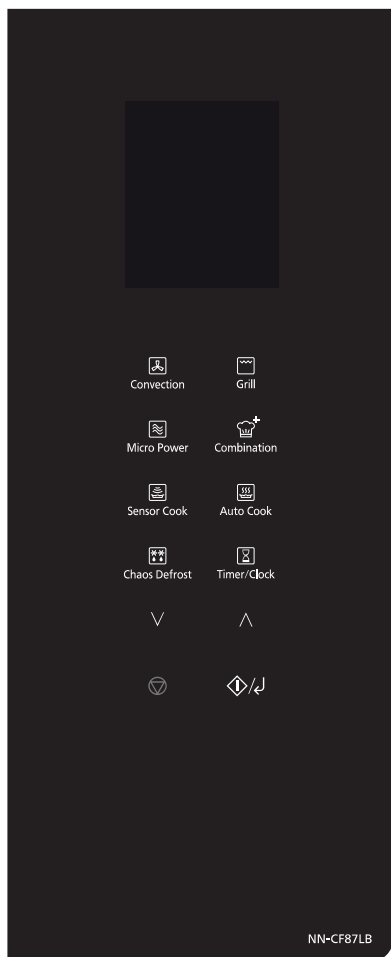 Convection Grill
Micro Power Combination
Sensor Cook Auto Cook
Chaos Defrost Timer/Clock
NN-CF87LB